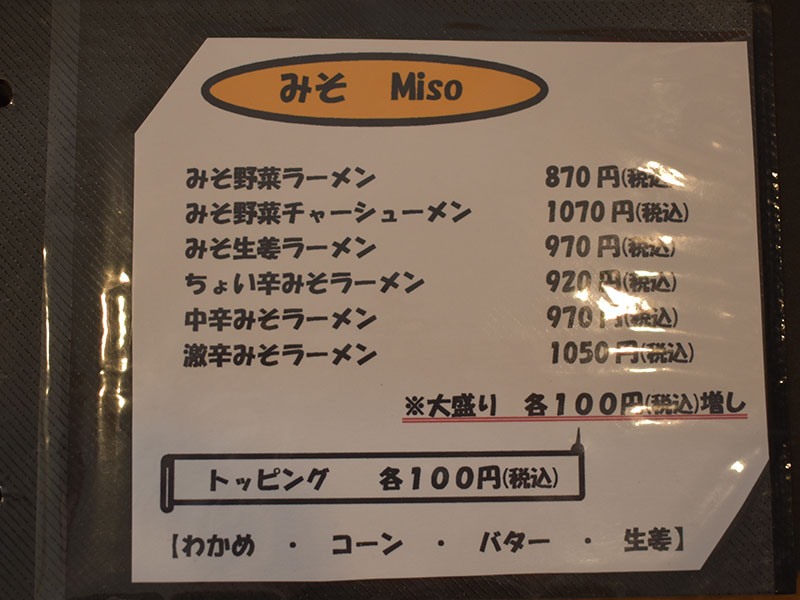 みそ Miso
みそ野菜ラーメン 870円(税込)
みそ野菜チャーシューメン 1070円(税込)
みそ生姜ラーメン 970円(税込)
ちょい辛みそラーメン 920円(税込)
中辛みそラーメン 970円(税込)
激辛みそラーメン 1050円(税込)
※大盛り 各100円(税込)増し
トッピング 各100円(税込)
【わかめ ・ コーン ・ バター ・ 生姜】